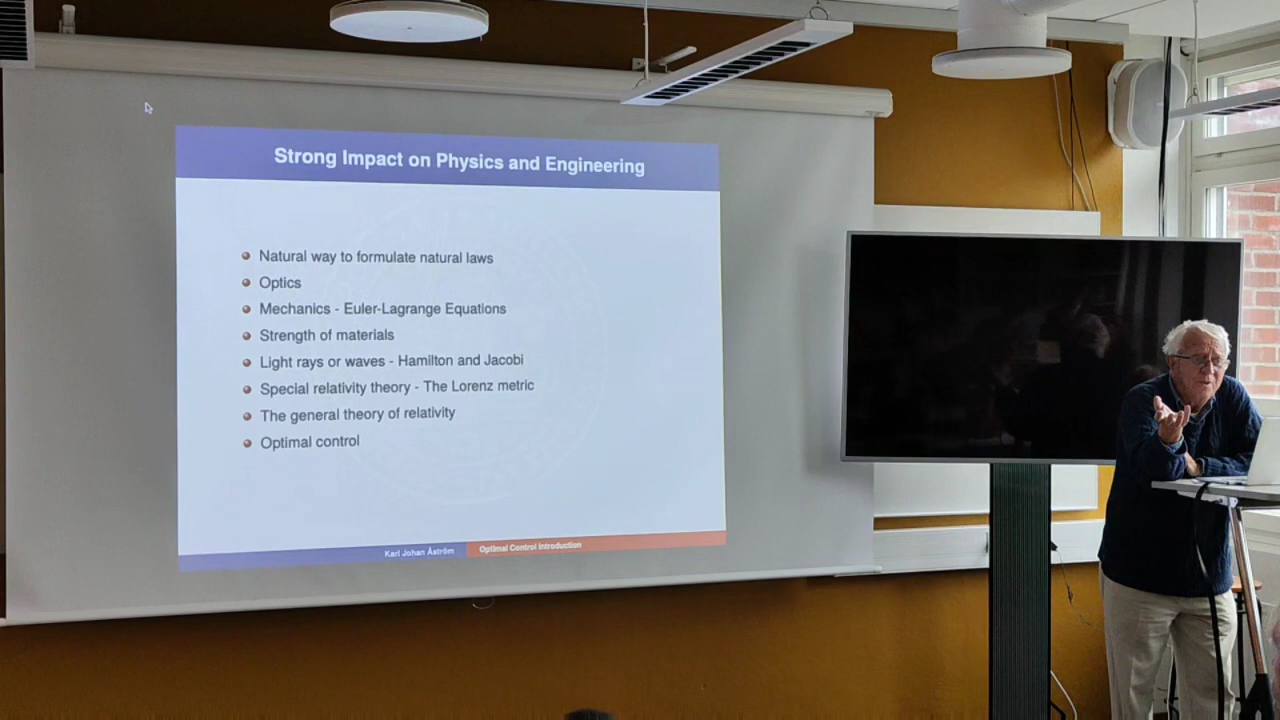 Strong Impact on Physics and Engineering
Natural way to formulate natural laws
Optics
Mechanics - Euler-Lagrange Equations
Strength of materials
Light rays or waves - Hamilton and Jacobi
Special relativity theory - The Lorenz metric
The general theory of relativity
Optimal control
Karl Johan Åström
Optimal Control Introduction